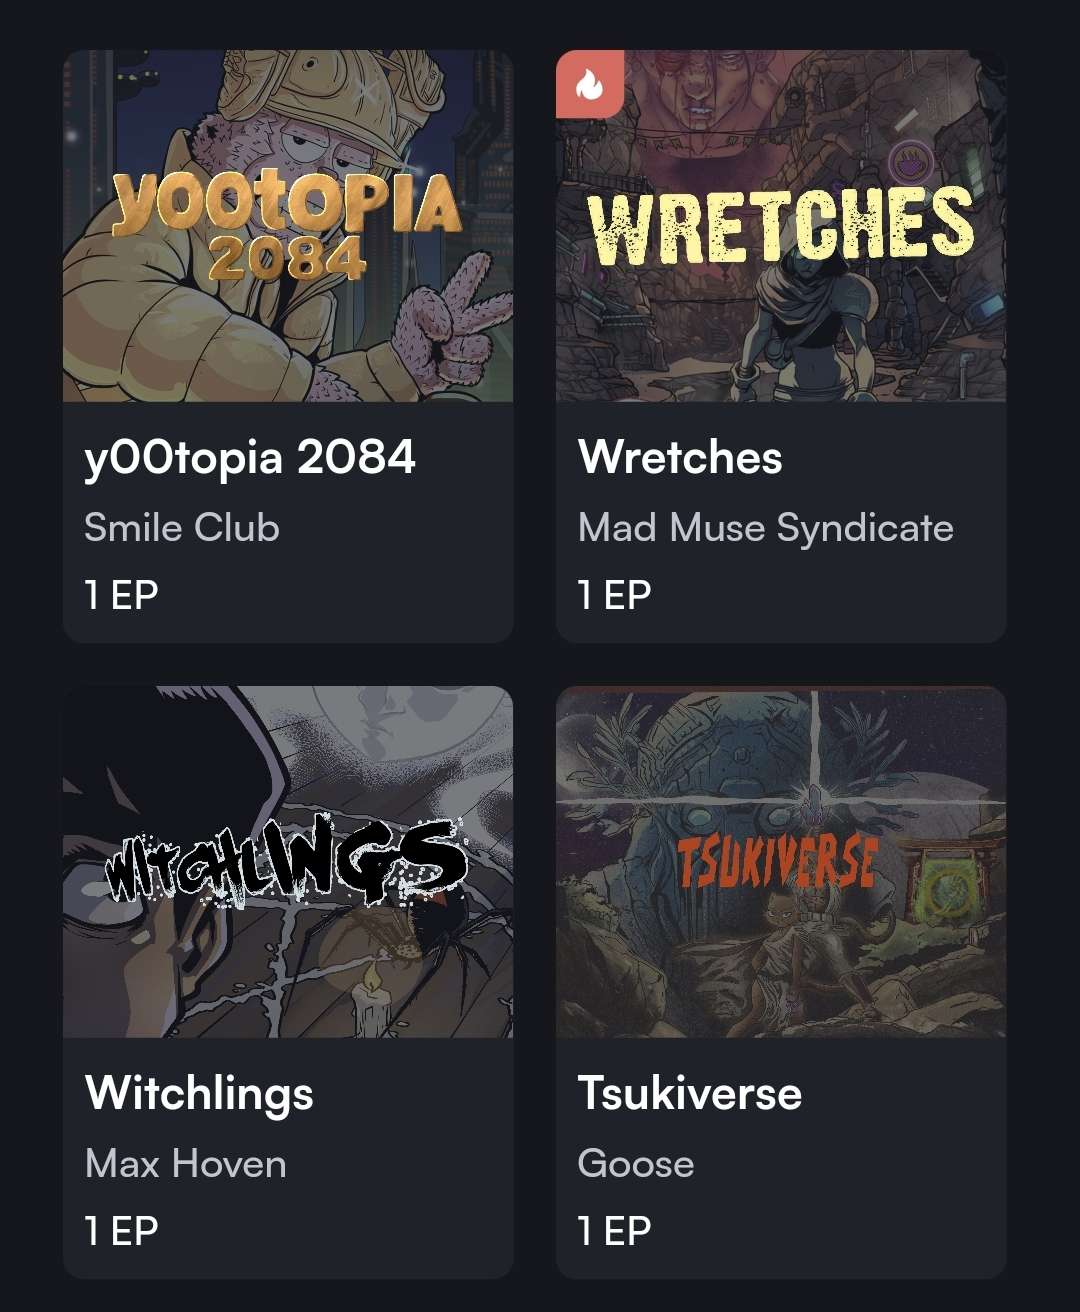 yootopia
2084
WRETCHES
y00topia 2084
Smile Club
1 EP
Wretches
Mad Muse Syndicate
1 EP
WITCHLINGS
TSUKIVERSE
Witchlings
Max Hoven
1 EP
Tsukiverse
Goose
1 EP